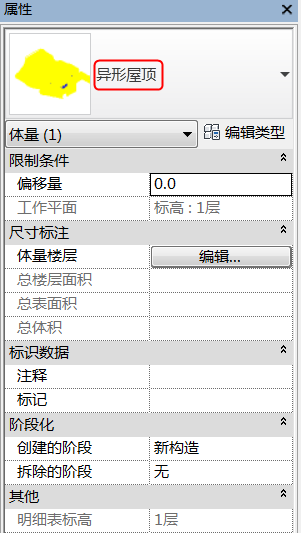 属性
异形屋顶
体量 (1) 编辑类型
限制条件
偏移量 0.0
工作平面 标高 : 1层
尺寸标注
体量楼层 编辑...
总楼层面积
总表面积
总体积
标识数据
注释
标记
阶段化
创建的阶段 新构造
拆除的阶段 无
其他
明细表标高 1层